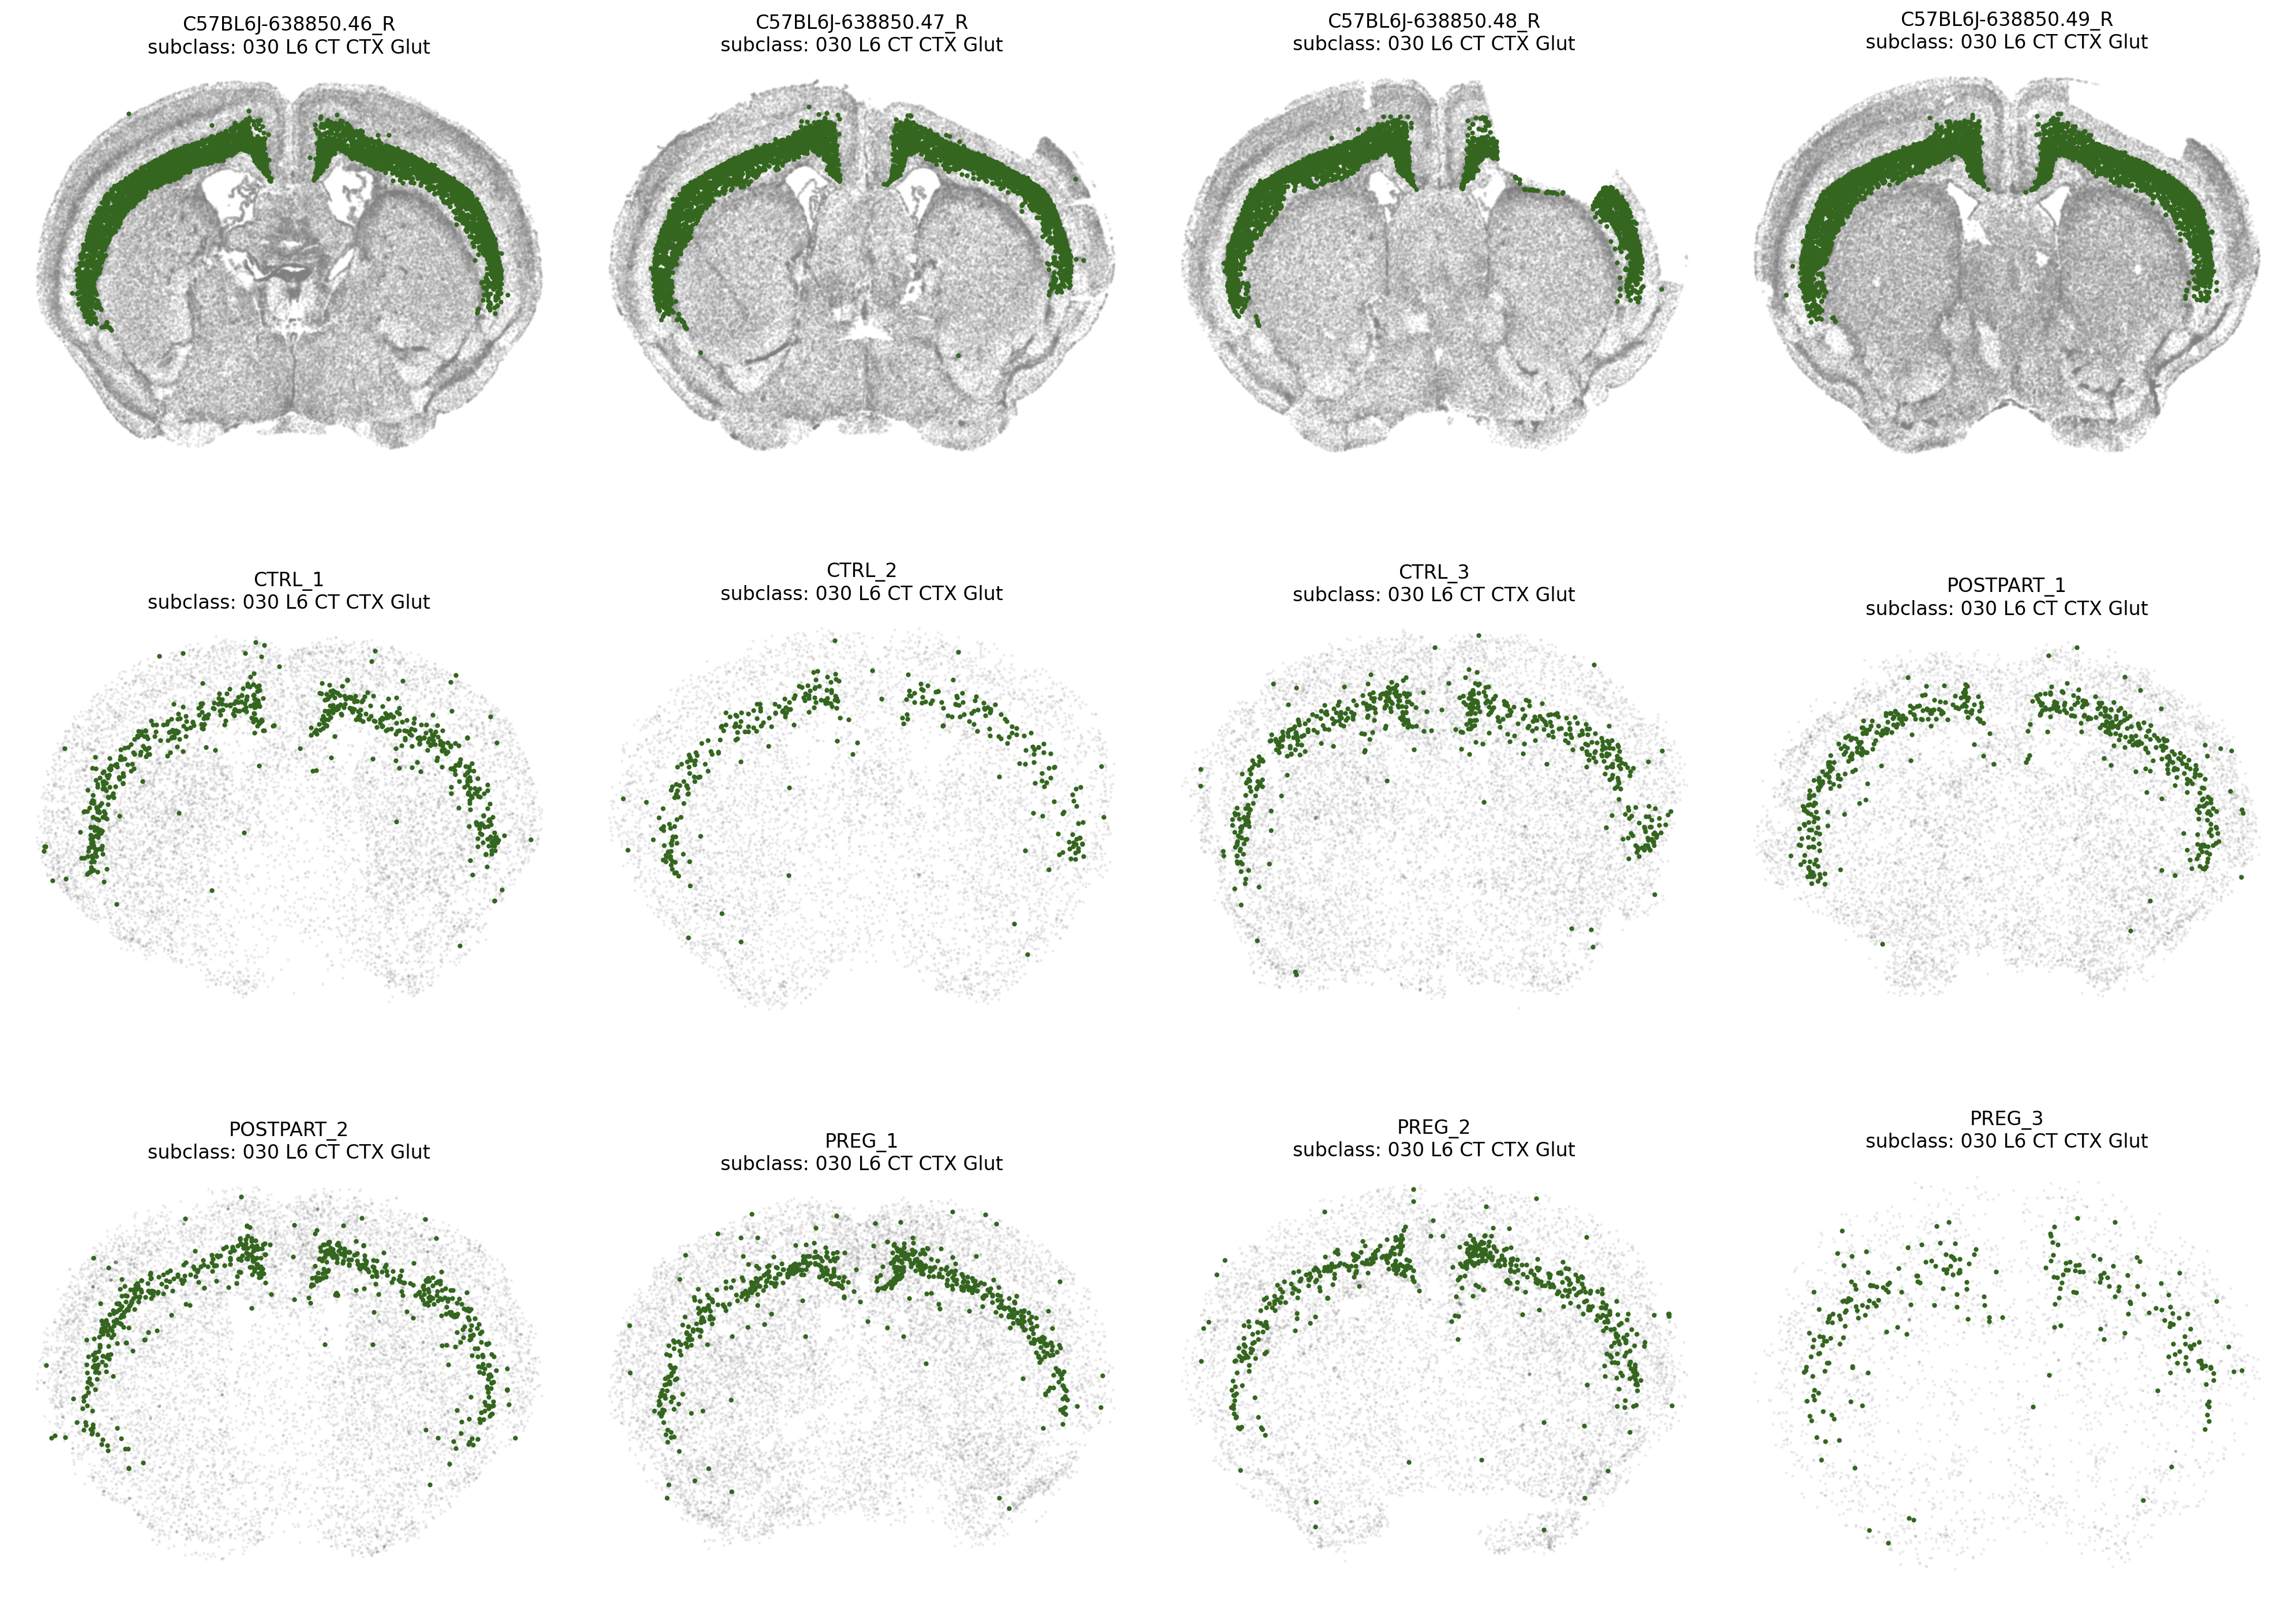 C57BL6J-638850.46_R
subclass: 030 L6 CT CTX Glut
C57BL6J-638850.47_R
subclass: 030 L6 CT CTX Glut
C57BL6J-638850.48_R
subclass: 030 L6 CT CTX Glut
C57BL6J-638850.49_R
subclass: 030 L6 CT CTX Glut
CTRL_1
subclass: 030 L6 CT CTX Glut
CTRL_2
subclass: 030 L6 CT CTX Glut
CTRL_3
subclass: 030 L6 CT CTX Glut
POSTPART_1
subclass: 030 L6 CT CTX Glut
POSTPART_2
subclass: 030 L6 CT CTX Glut
PREG_1
subclass: 030 L6 CT CTX Glut
PREG_2
subclass: 030 L6 CT CTX Glut
PREG_3
subclass: 030 L6 CT CTX Glut